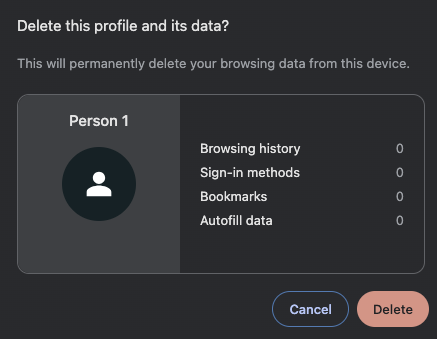 Delete this profile and its data?
This will permanently delete your browsing data from this device.
Person 1
Browsing history 0
Sign-in methods 0
Bookmarks 0
Autofill data 0
Cancel Delete